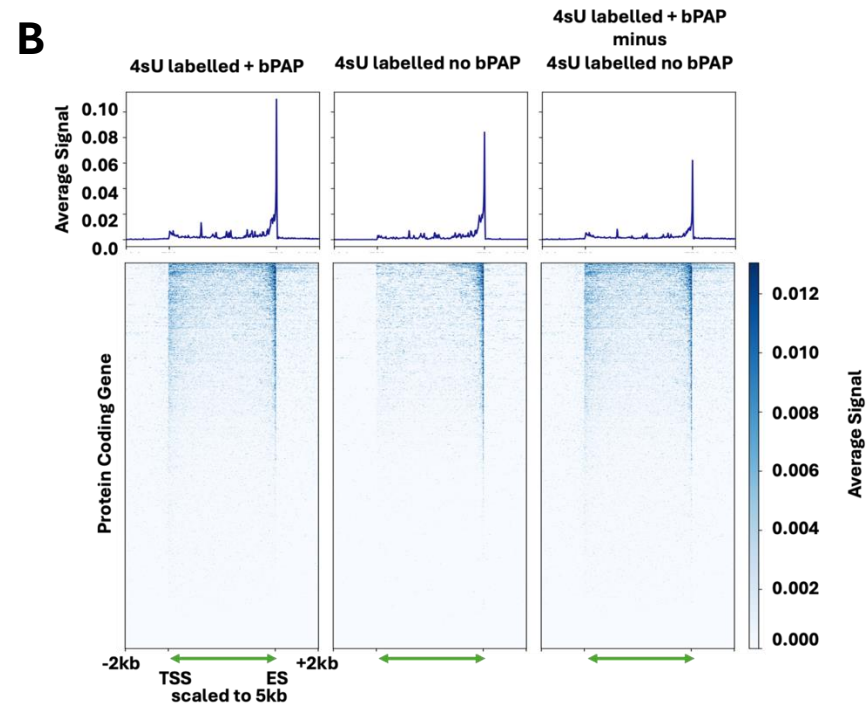 B
4sU labelled + bPAP
4sU labelled no bPAP
4sU labelled + bPAP
minus
4sU labelled no bPAP
Average Signal
0.10
0.08
0.06
0.04
0.02
0.0
Protein Coding Gene
0.012
0.010
0.008
0.006
0.004
0.002
0.000
Average Signal
-2kb
+2kb
TSS
ES
scaled to 5kb